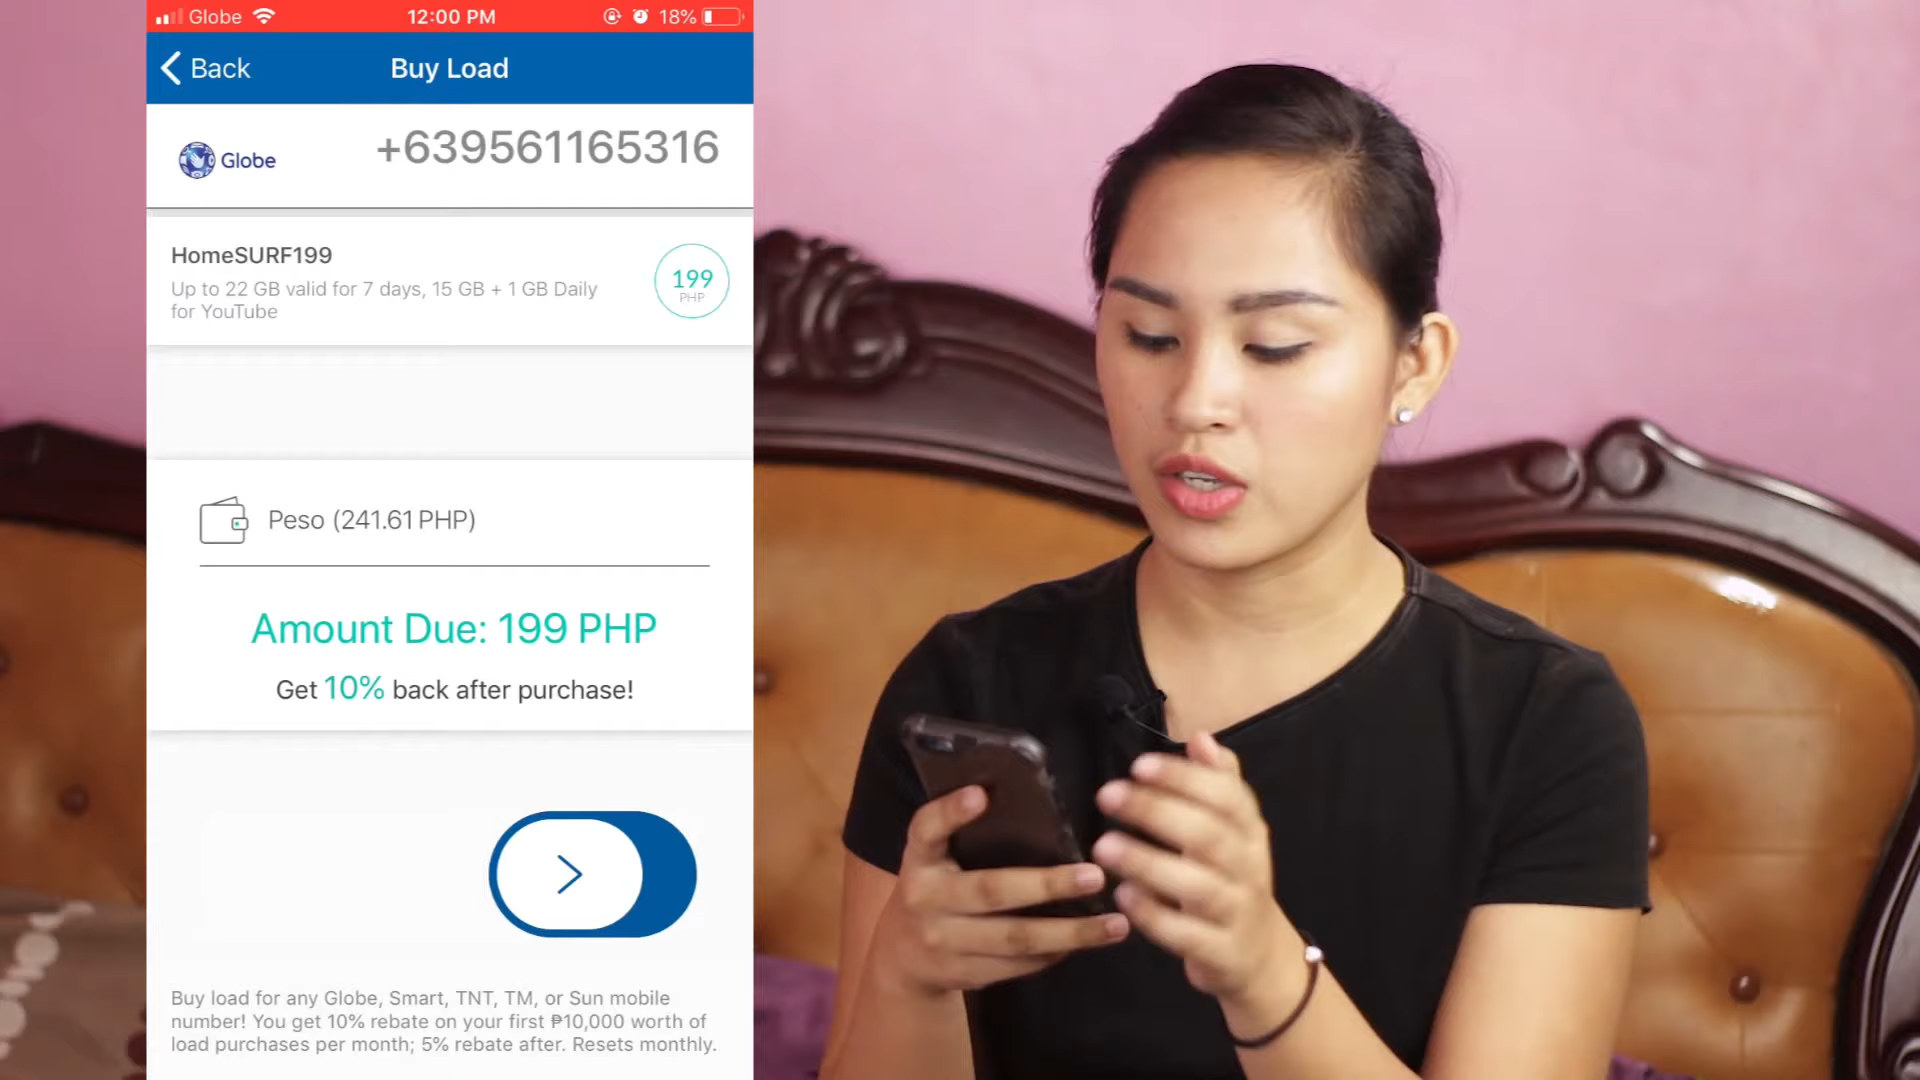 Globe 12:00 PM 18%
Back Buy Load
Globe +639561165316
HomeSURF199
Up to 22 GB valid for 7 days, 15 GB + 1 GB Daily
for YouTube
199
PHP
Peso (241.61 PHP)
Amount Due: 199 PHP
Get 10% back after purchase!
Buy load for any Globe, Smart, TNT, TM, or Sun mobile
number! You get 10% rebate on your first ₱10,000 worth of
load purchases per month; 5% rebate after. Resets monthly.